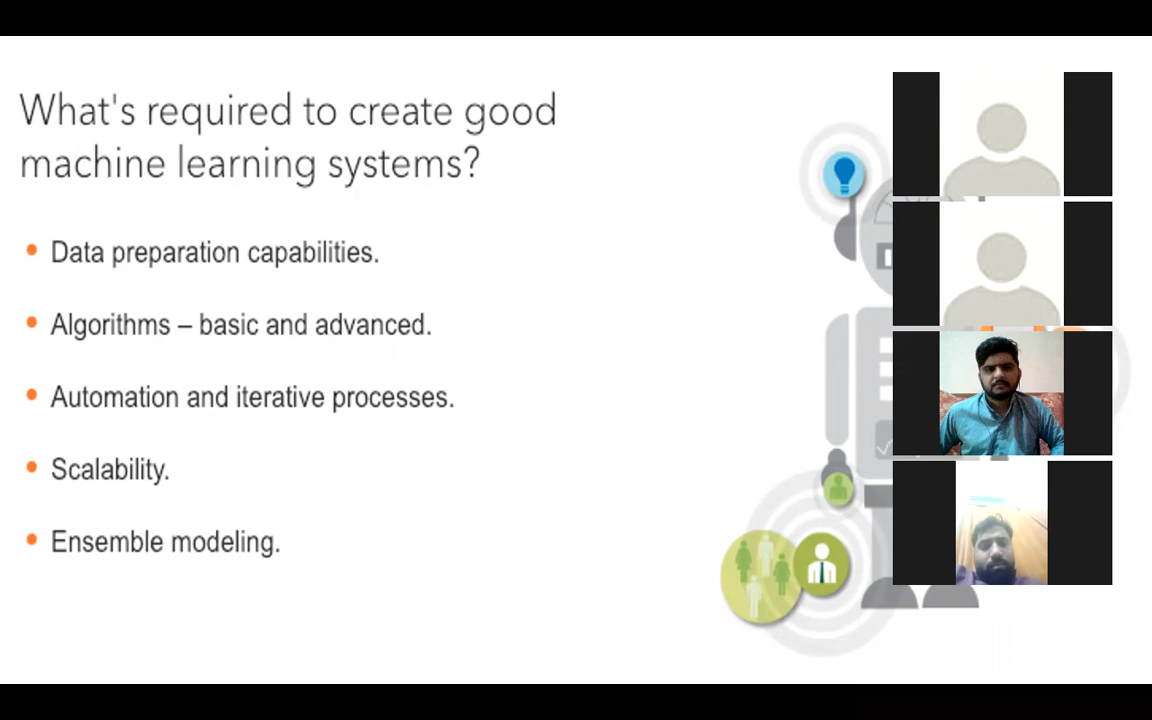 What's required to create good
machine learning systems?
• Data preparation capabilities.
• Algorithms – basic and advanced.
• Automation and iterative processes.
• Scalability.
• Ensemble modeling.